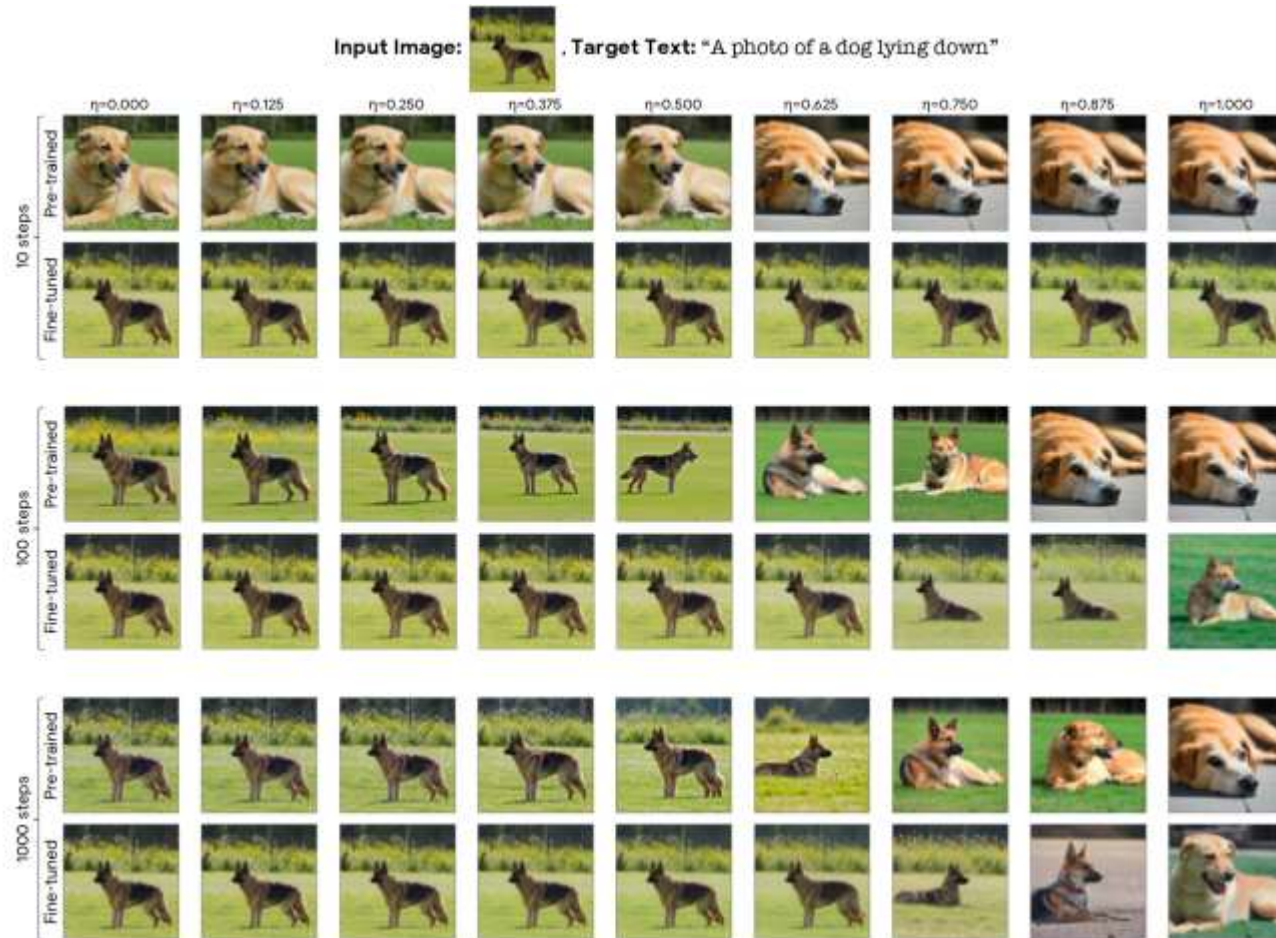 Input Image: , Target Text: “A photo of a dog lying down”
η=0.000 η=0.125 η=0.250 η=0.375 η=0.500 η=0.625 η=0.750 η=0.875 η=1.000
10 steps
Pre-trained
Fine-tuned
100 steps
Pre-trained
Fine-tuned
1000 steps
Pre-trained
Fine-tuned